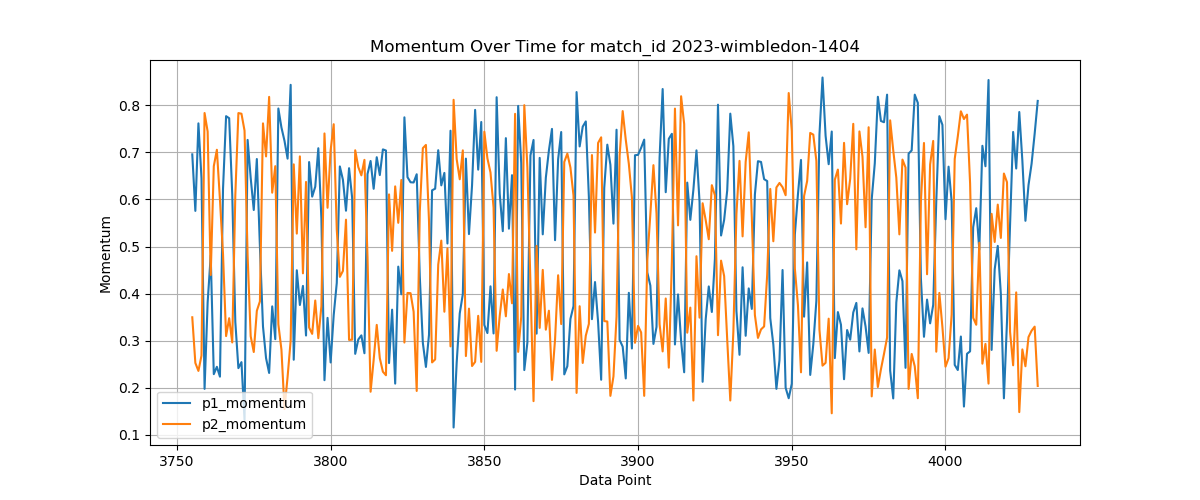 Momentum Over Time for match_id 2023-wimbledon-1404
Momentum
0.8
0.7
0.6
0.5
0.4
0.3
0.2
0.1
p1_momentum
p2_momentum
3750 3800 3850 3900 3950 4000
Data Point